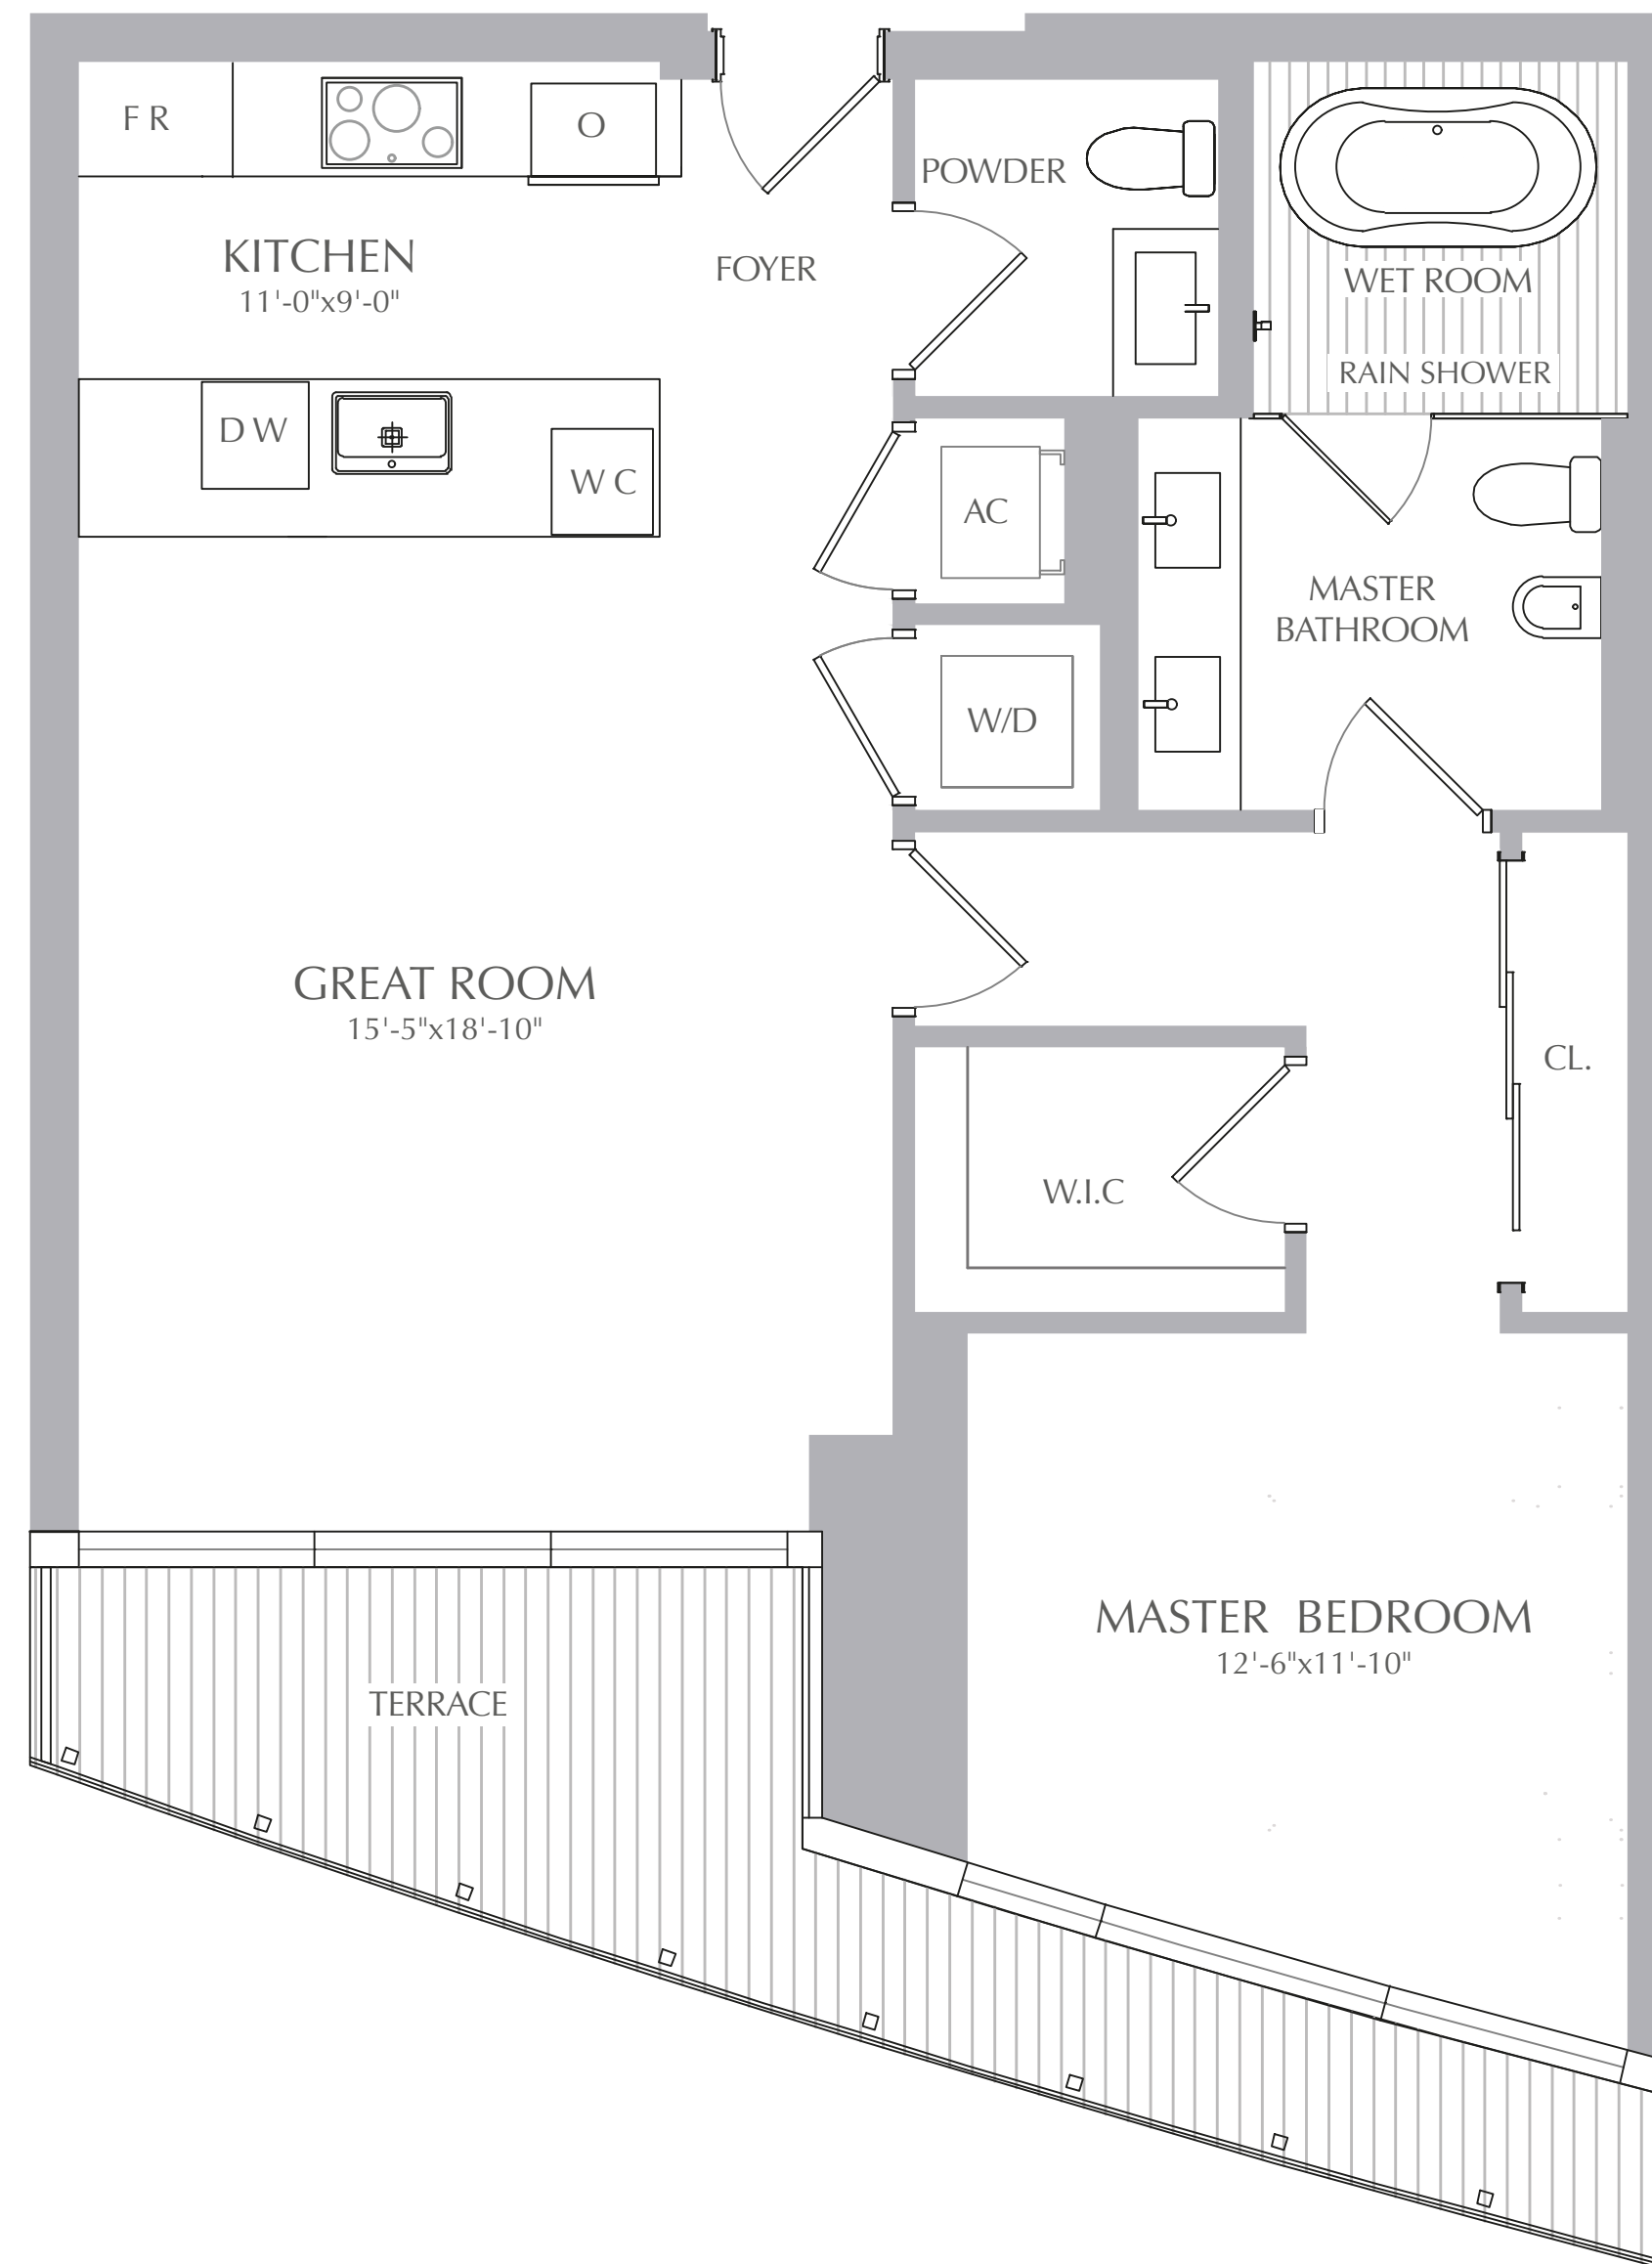 F R
O
POWDER
KITCHEN
11'-0"x9'-0"
FOYER
WET ROOM
RAIN SHOWER
D W
W C
AC
MASTER
BATHROOM
W/D
GREAT ROOM
15'-5"x18'-10"
CL.
W.I.C
MASTER BEDROOM
12'-6"x11'-10"
TERRACE